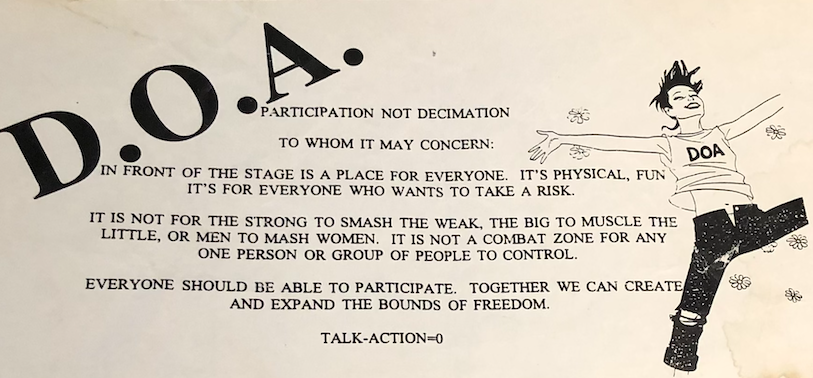 D.O.A.
PARTICIPATION NOT DECIMATION
TO WHOM IT MAY CONCERN:
IN FRONT OF THE STAGE IS A PLACE FOR EVERYONE. IT'S PHYSICAL, FUN
IT'S FOR EVERYONE WHO WANTS TO TAKE A RISK.
IT IS NOT FOR THE STRONG TO SMASH THE WEAK, THE BIG TO MUSCLE THE
LITTLE, OR MEN TO MASH WOMEN. IT IS NOT A COMBAT ZONE FOR ANY
ONE PERSON OR GROUP OF PEOPLE TO CONTROL.
EVERYONE SHOULD BE ABLE TO PARTICIPATE. TOGETHER WE CAN CREATE
AND EXPAND THE BOUNDS OF FREEDOM.
TALK-ACTION=0
DOA